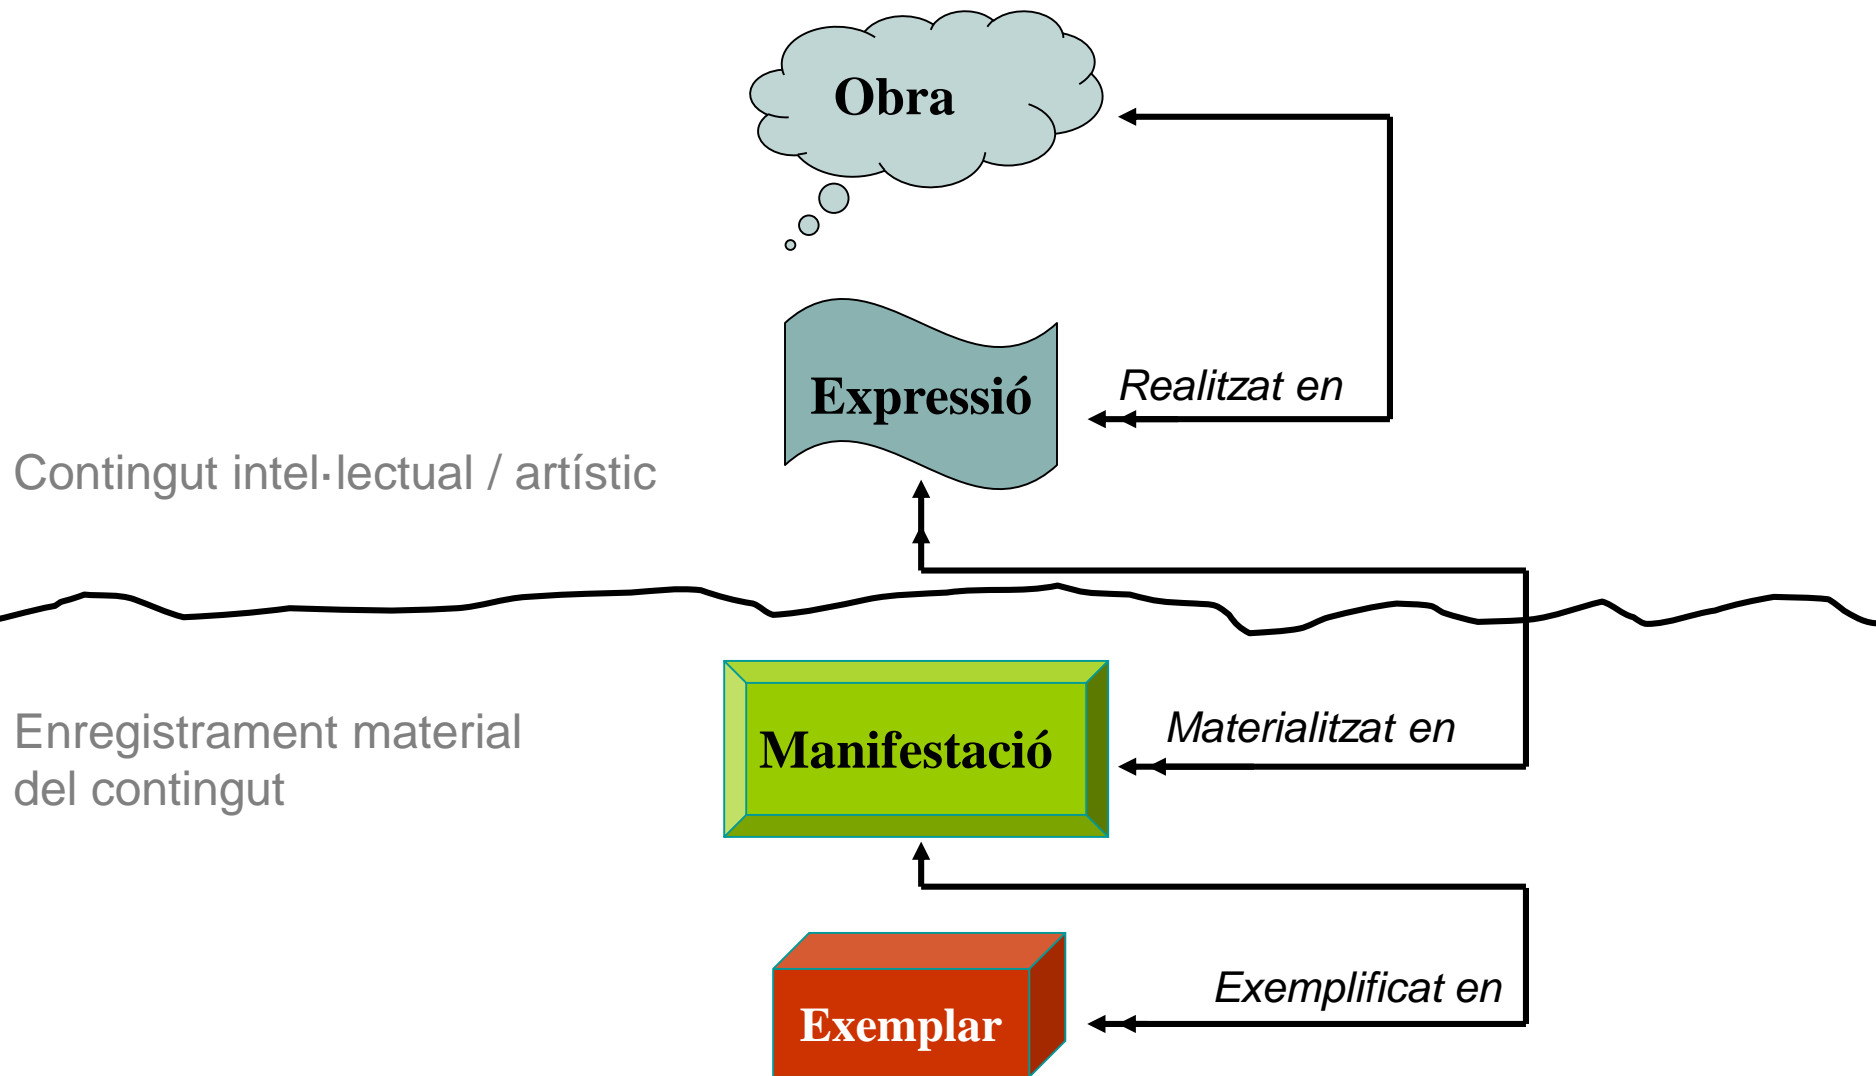 Obra
Expressió
Realitzat en
Contingut intel·lectual / artístic
Enregistrament material
del contingut
Manifestació
Materialitzat en
Exemplificat en
Exemplar